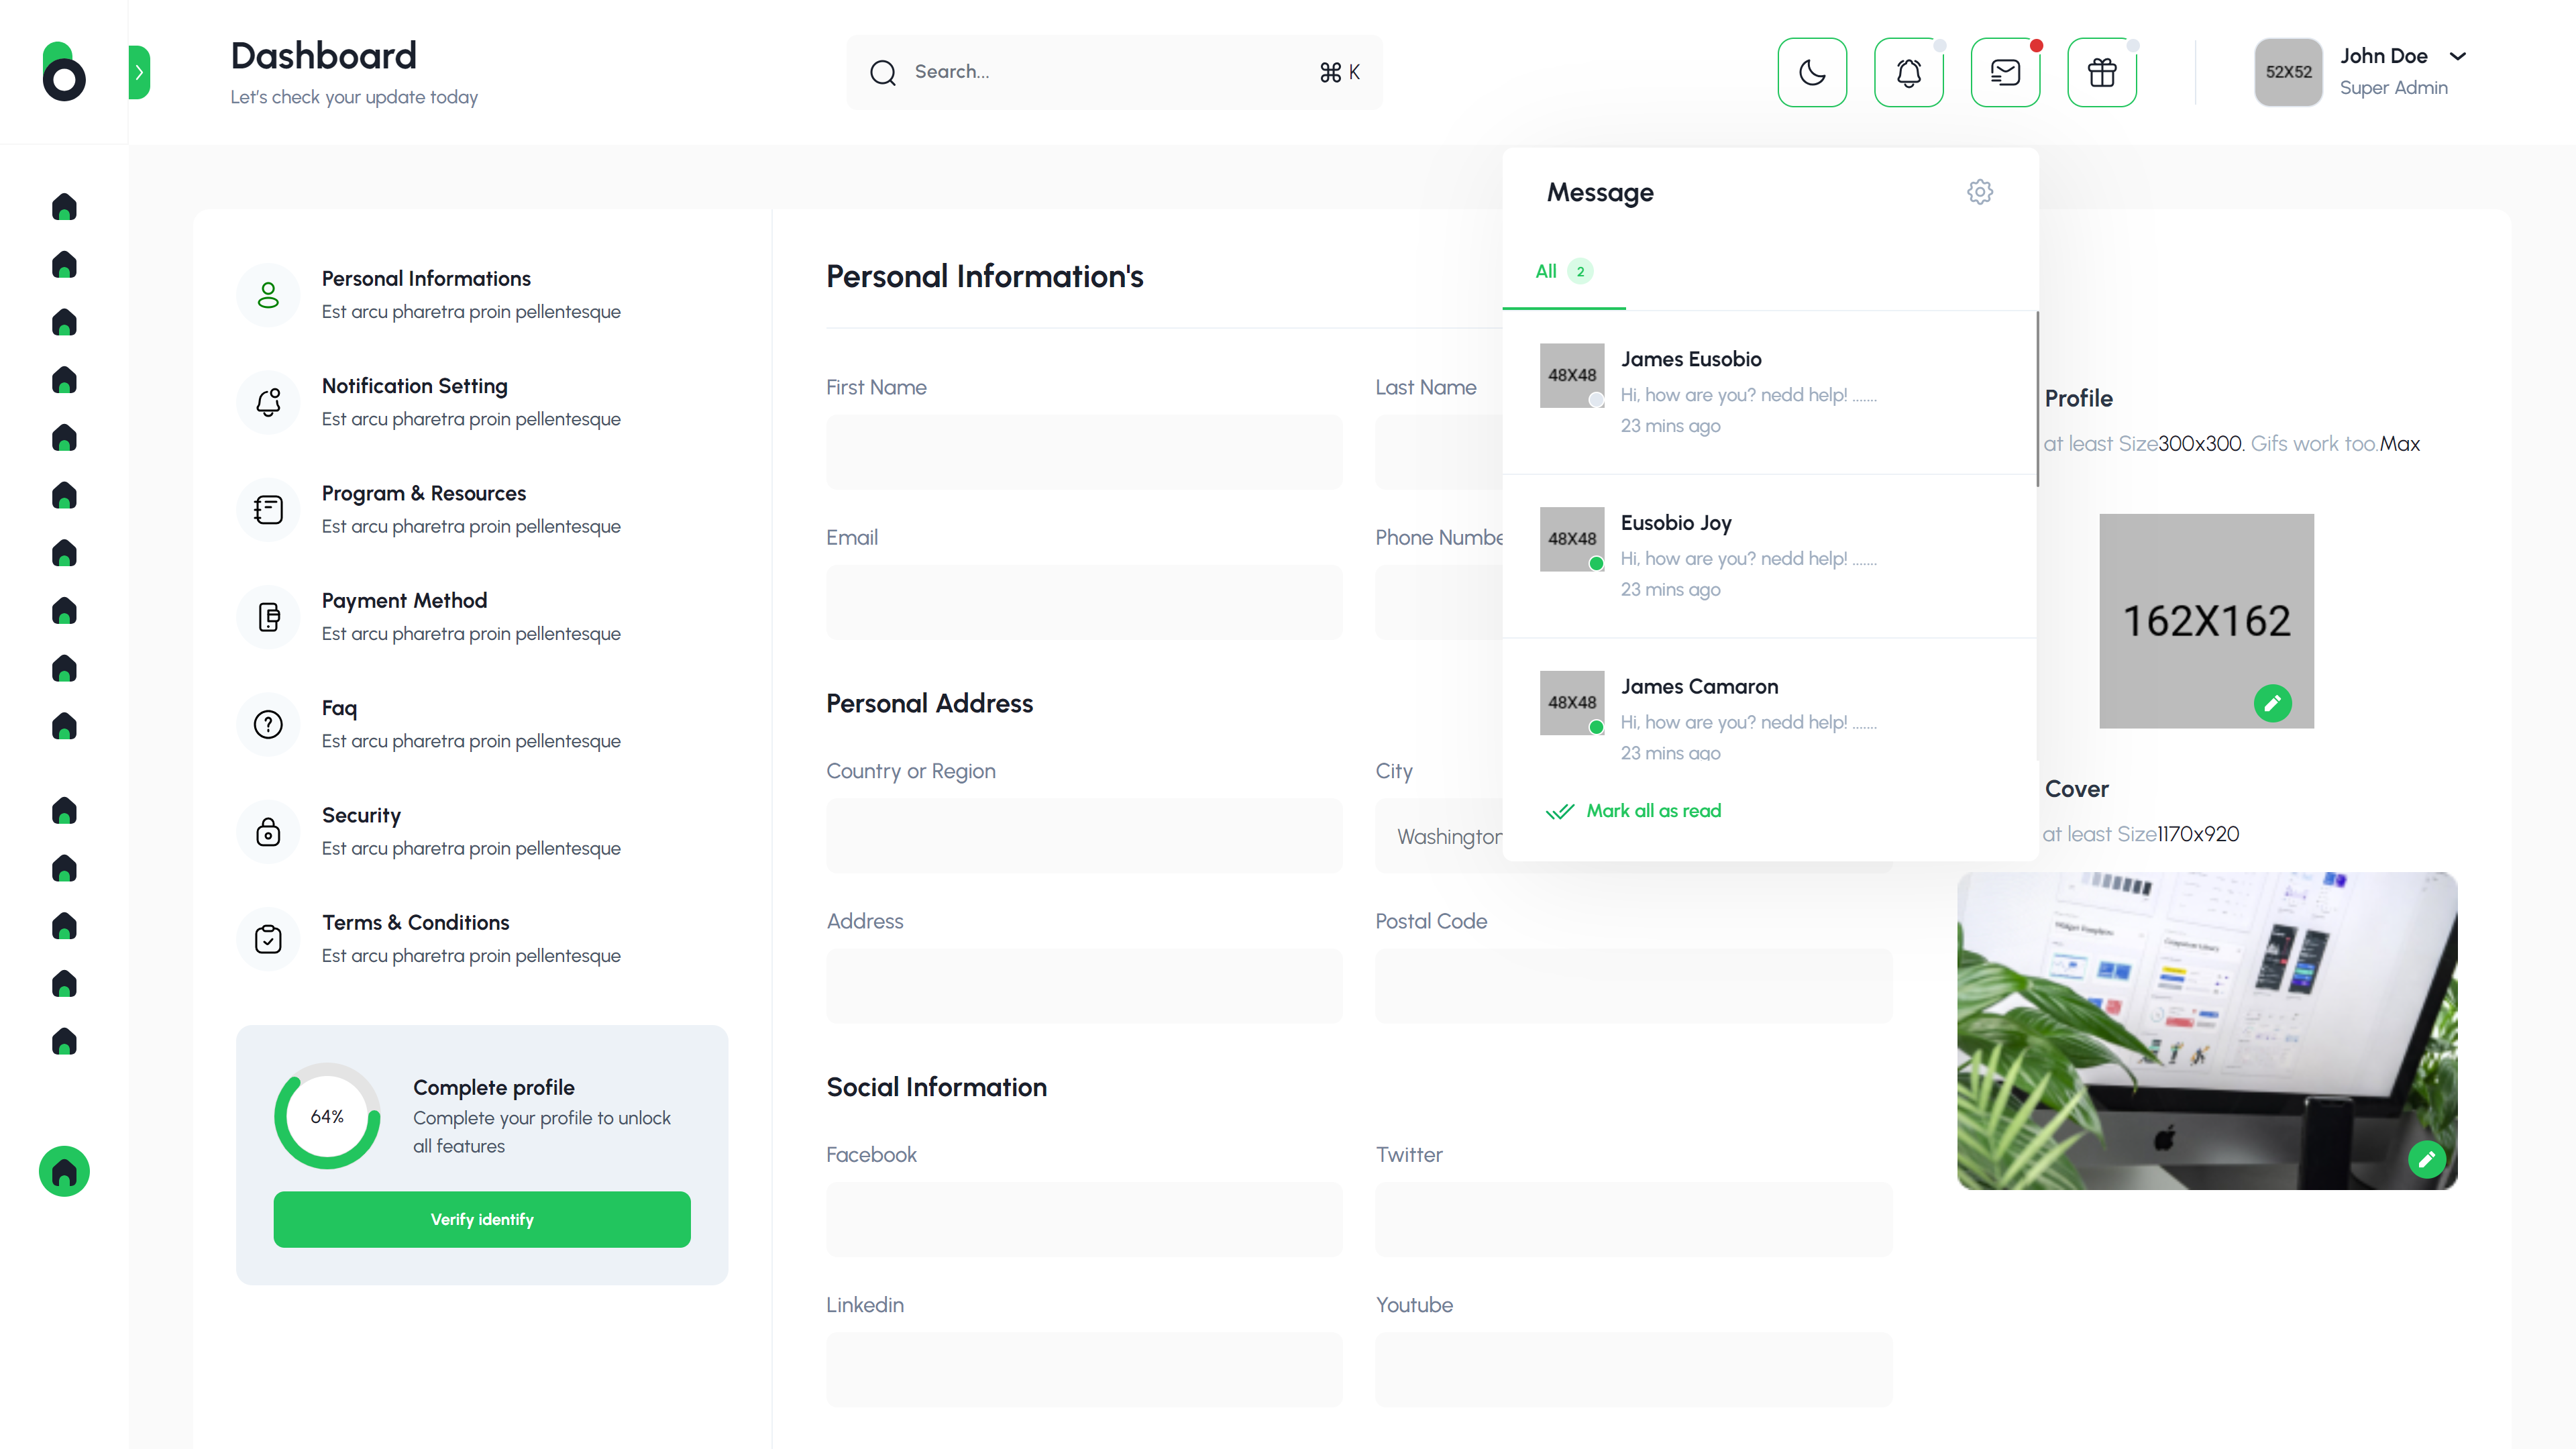 Dashboard
Let's check your update today
Search...
⌘ K
52X52
John Doe
Super Admin
Personal Informations
Est arcu pharetra proin pellentesque
Notification Setting
Est arcu pharetra proin pellentesque
Program & Resources
Est arcu pharetra proin pellentesque
Payment Method
Est arcu pharetra proin pellentesque
Faq
Est arcu pharetra proin pellentesque
Security
Est arcu pharetra proin pellentesque
Terms & Conditions
Est arcu pharetra proin pellentesque
64%
Complete profile
Complete your profile to unlock
all features
Verify identify
Personal Information's
First Name
Last Name
Email
Phone Numbe
Personal Address
Country or Region
City
Washington
Address
Postal Code
Social Information
Facebook
Twitter
Linkedin
Youtube
Message
All 2
48X48
James Eusobio
Hi, how are you? nedd help! .......
23 mins ago
48X48
Eusobio Joy
Hi, how are you? nedd help! .......
23 mins ago
48X48
James Camaron
Hi, how are you? nedd help! .......
23 mins ago
Mark all as read
Profile
at least Size300x300. Gifs work too.Max
162X162
Cover
at least Size1170x920